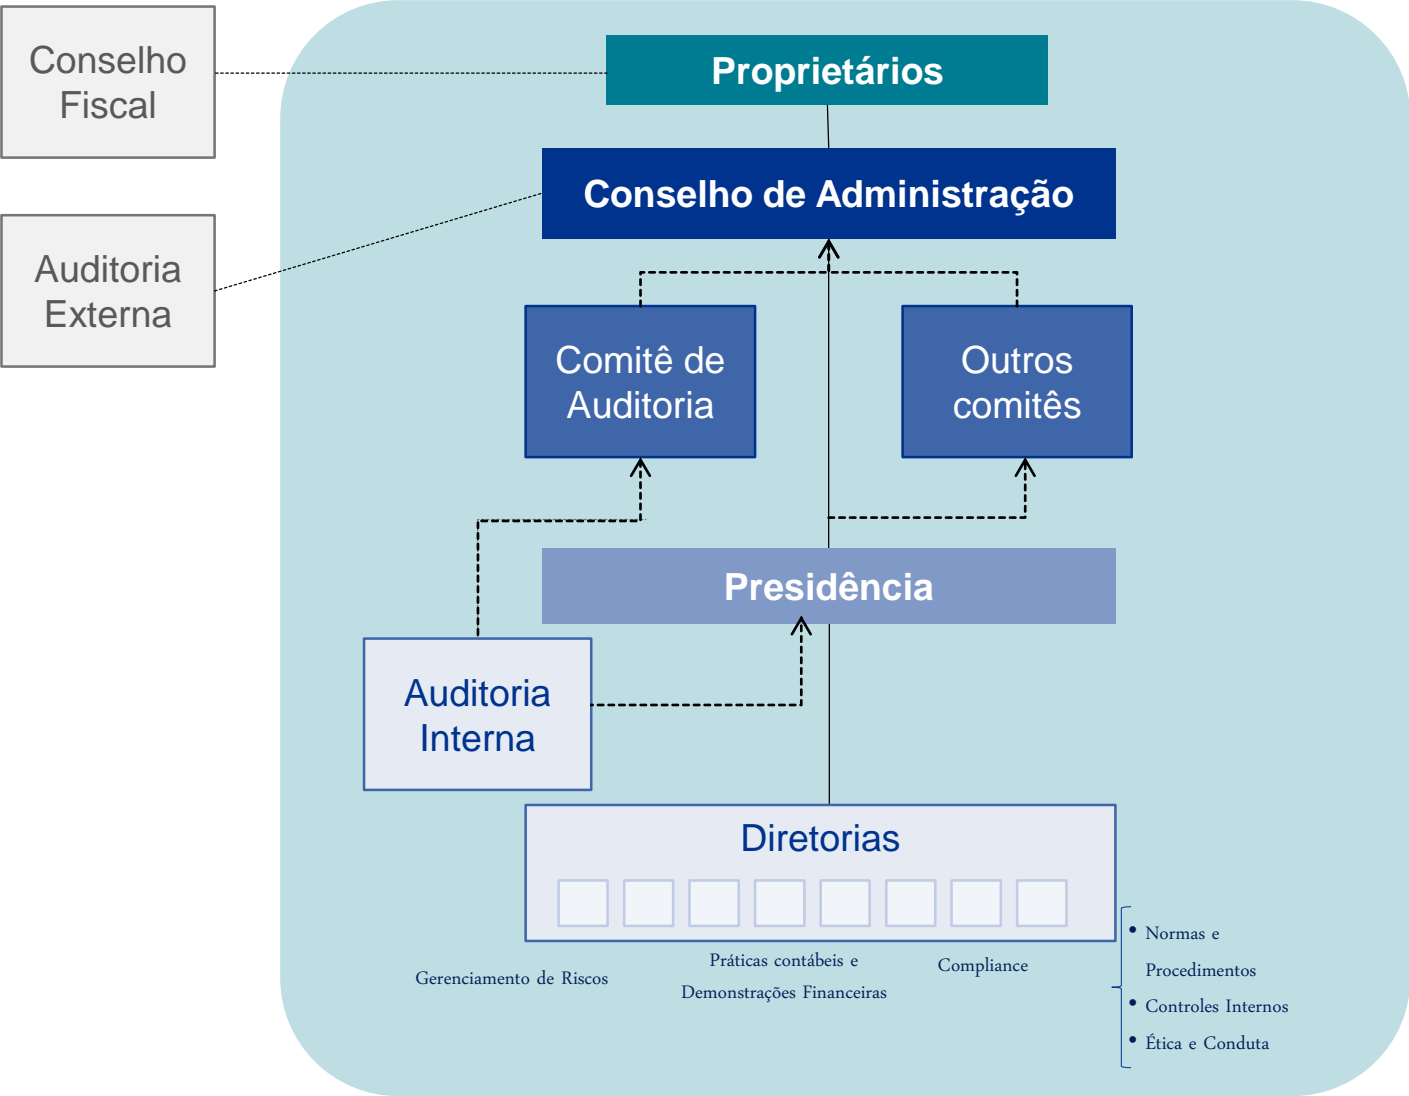 Conselho
Fiscal
Proprietários
Conselho de Administração
Auditoria
Externa
Comitê de
Auditoria
Outros
comitês
Presidência
Auditoria
Interna
Diretorias
Gerenciamento de Riscos
Práticas contábeis e
Demonstrações Financeiras
Compliance
• Normas e
Procedimentos
• Controles Internos
• Ética e Conduta